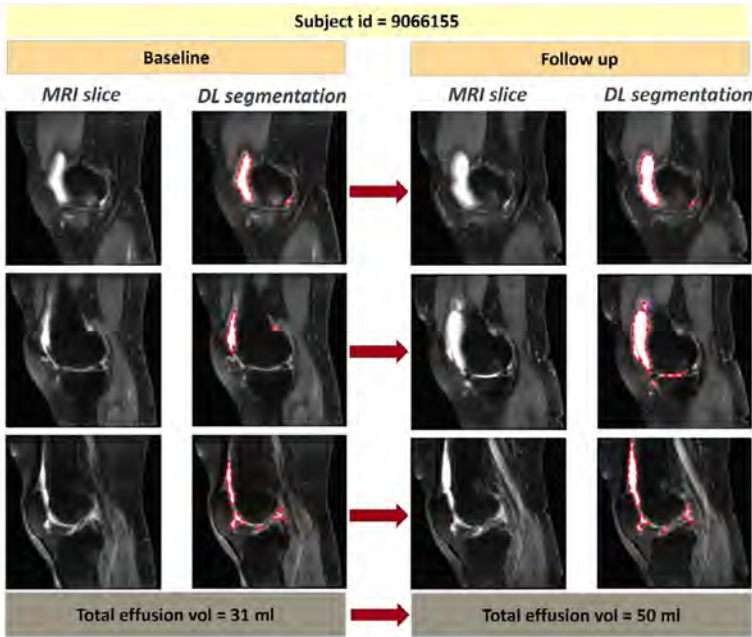 Subject id = 9066155
Baseline
Follow up
MRI slice
DL segmentation
MRI slice
DL segmentation
Total effusion vol = 31 ml
Total effusion vol = 50 ml